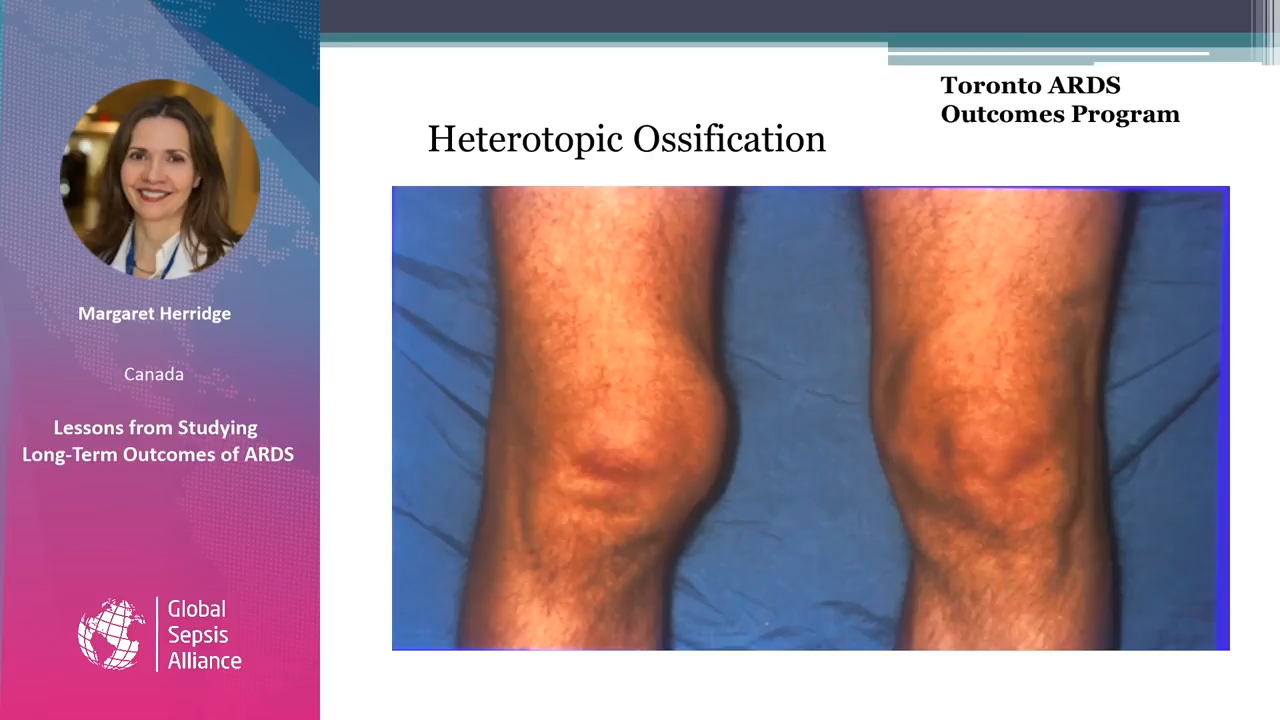 Toronto ARDS
Outcomes Program
Heterotopic Ossification
Margaret Herridge
Canada
Lessons from Studying
Long-Term Outcomes of ARDS
Global
Sepsis
Alliance